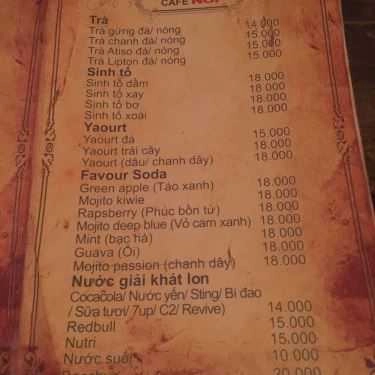 CAFE
Trà
Trà gừng đá/ nóng 14.000
Trà chanh đá/ nóng 15.000
Trà Atiso đá/ nóng 15.000
Trà Lipton đá/ nóng
Sinh tố 18.000
Sinh tố dầm 18.000
Sinh tố xay 18.000
Sinh tố bơ 18.000
Sinh tố xoài
Yaourt 15.000
Yaourt đá 18.000
Yaourt trái cây 18.000
Yaourt (dâu/ chanh dây)
Favour Soda
Green apple (Táo xanh) 18.000
Mojito kiwie 18.000
Rapsberry (Phúc bồn tử) 18.000
Mojito deep blue (Vỏ cam xanh) 18.000
Mint (bạc hà) 18.000
Guava (Ổi) 18.000
Mojito passion (chanh dây) 18.000
Nước giải khát lon
Cocacola/ Nước yến/ Sting/ Bí đao
/ Sữa tươi/ 7up/ C2/ Revive) 14.000
Redbull 15.000
Nutri 15.000
Nước suối 10.000
20.000